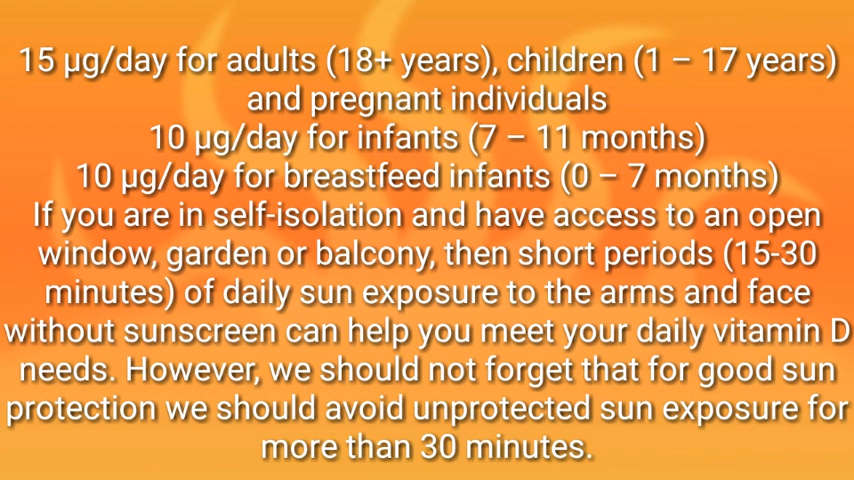 15 µg/day for adults (18+ years), children (1 – 17 years)
and pregnant individuals
10 µg/day for infants (7 – 11 months)
10 µg/day for breastfeed infants (0 – 7 months)
If you are in self-isolation and have access to an open
window, garden or balcony, then short periods (15-30
minutes) of daily sun exposure to the arms and face
without sunscreen can help you meet your daily vitamin D
needs. However, we should not forget that for good sun
protection we should avoid unprotected sun exposure for
more than 30 minutes.